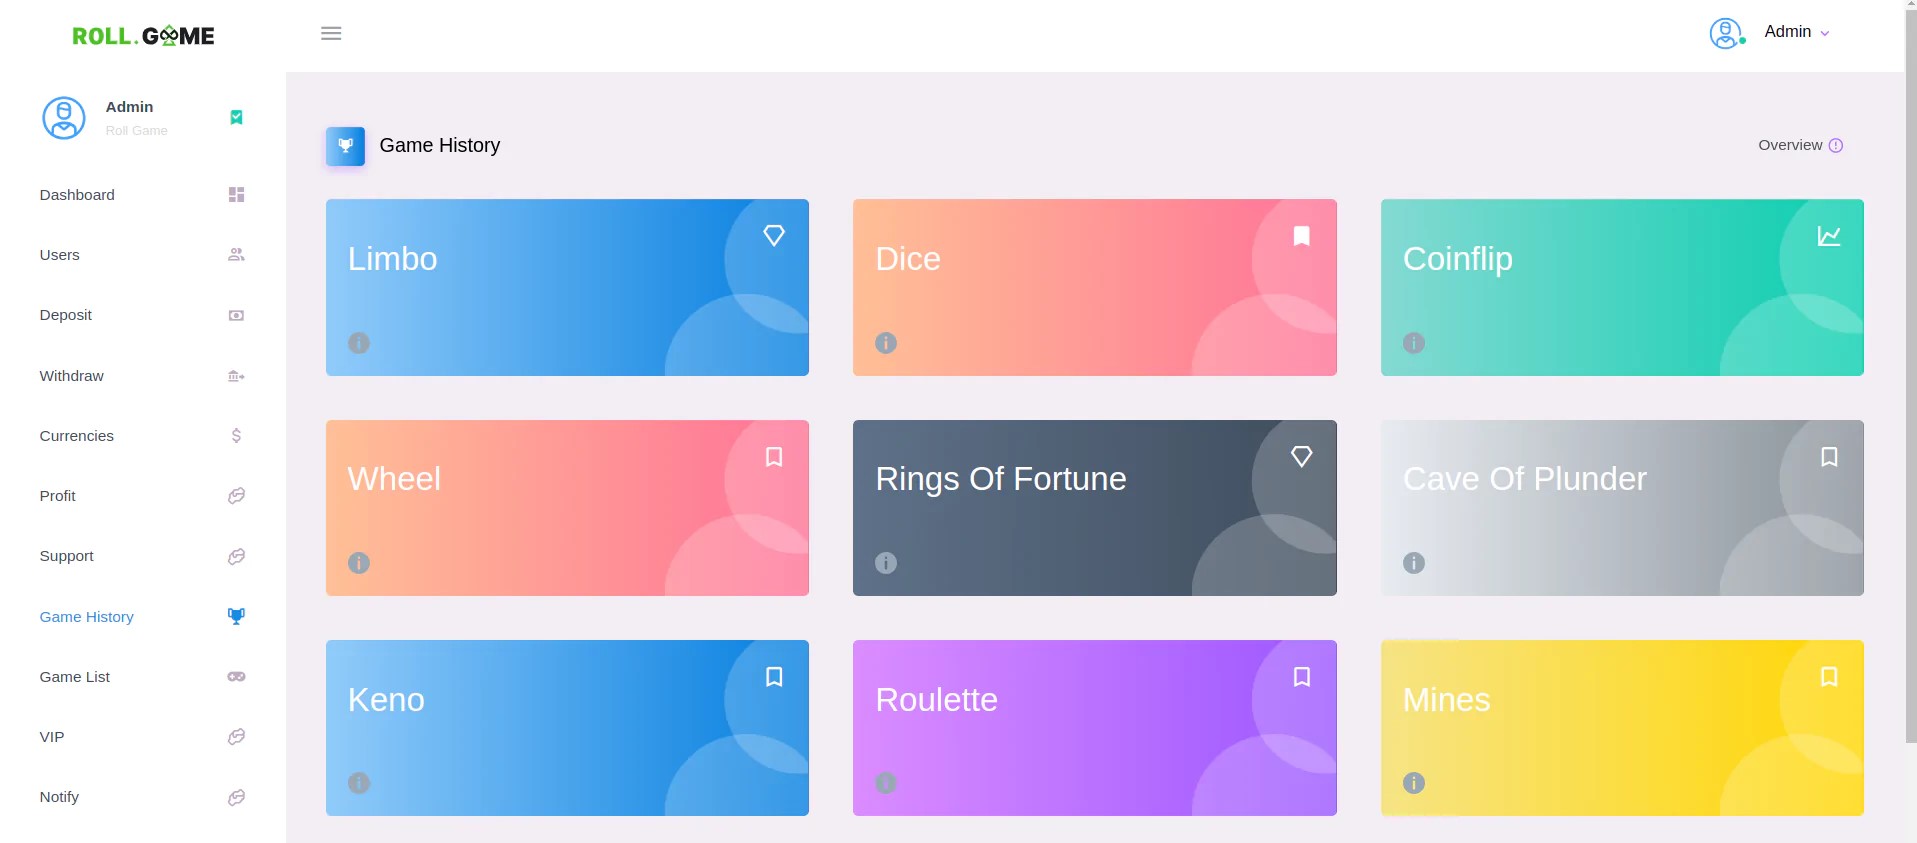 ROLL.GAME
Admin
Admin
Roll Game
Dashboard
Users
Deposit
Withdraw
Currencies
Profit
Support
Game History
Game List
VIP
Notify
Game History
Overview
Limbo
Dice
Coinflip
Wheel
Rings Of Fortune
Cave Of Plunder
Keno
Roulette
Mines